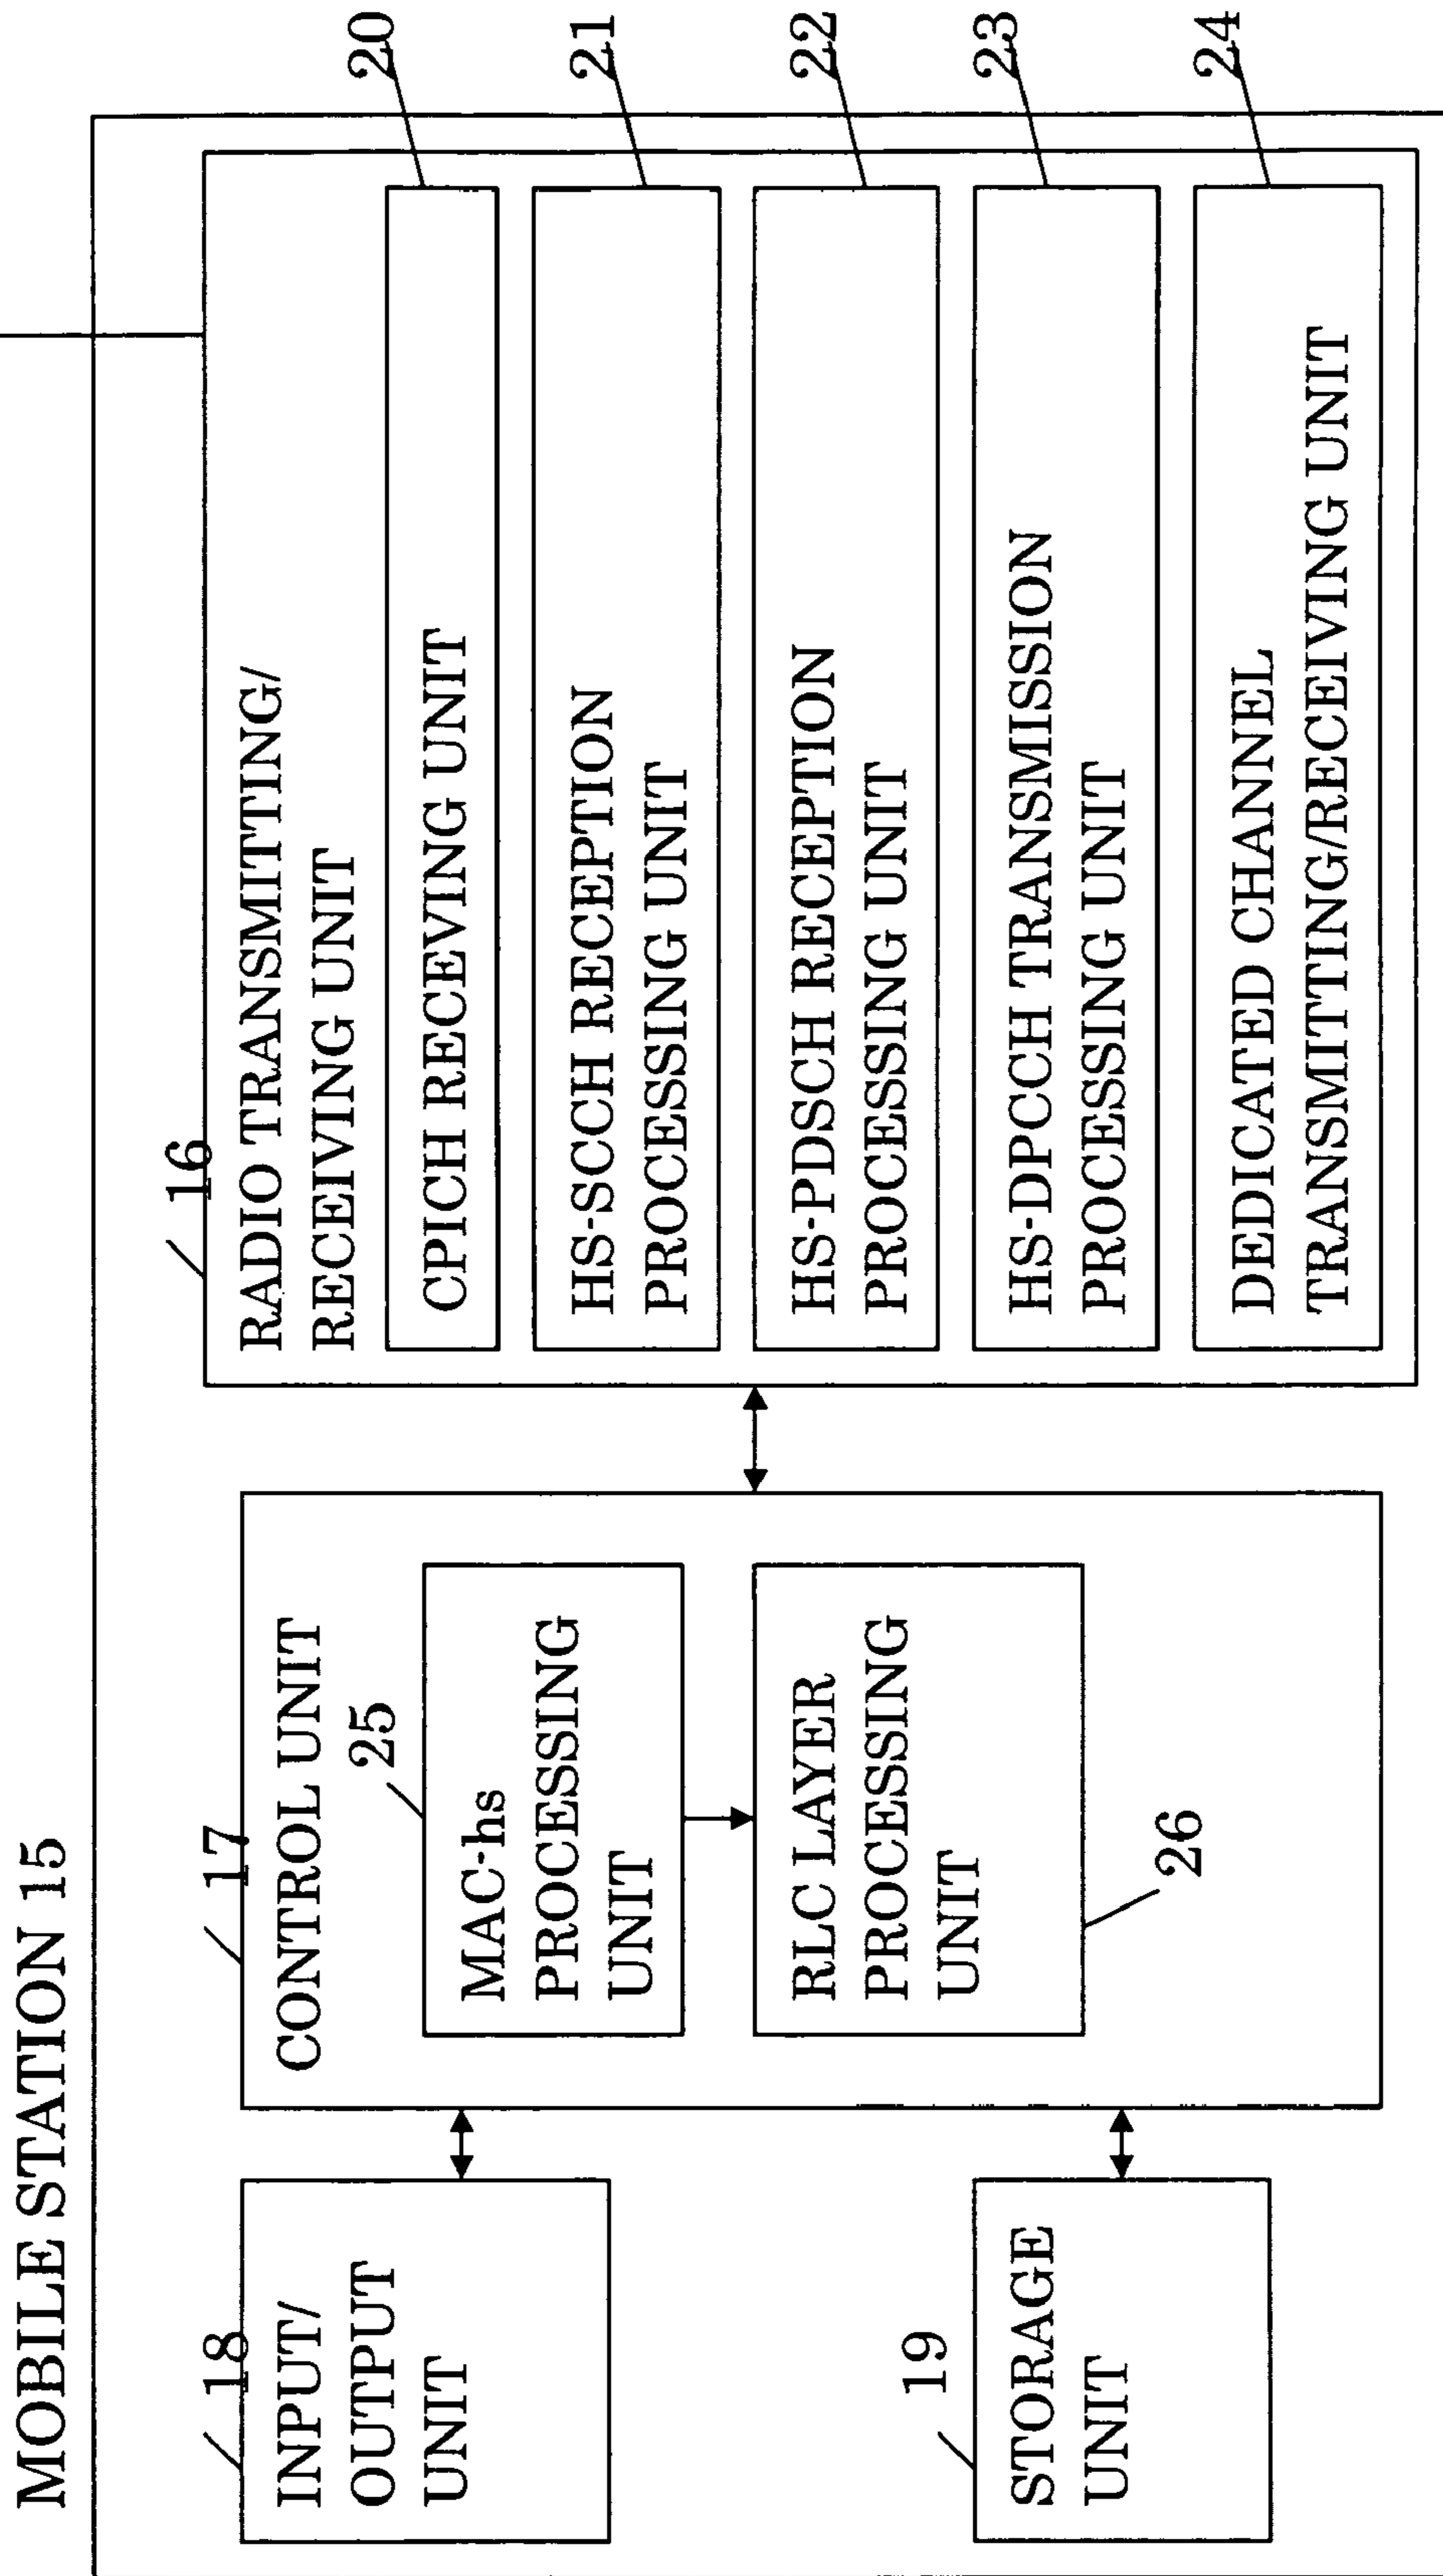 MOBILE STATION 15
18
INPUT/
OUTPUT
UNIT
19
STORAGE
UNIT
17
CONTROL UNIT
25
MAC-hs
PROCESSING
UNIT
RLC LAYER
PROCESSING
UNIT
26
16
RADIO TRANSMITTING/
RECEIVING UNIT
CPICH RECEIVING UNIT
20
HS-SCCH RECEPTION
PROCESSING UNIT
21
HS-PDSCH RECEPTION
PROCESSING UNIT
22
HS-DPCCH TRANSMISSION
PROCESSING UNIT
23
DEDICATED CHANNEL
TRANSMITTING/RECEIVING UNIT
24